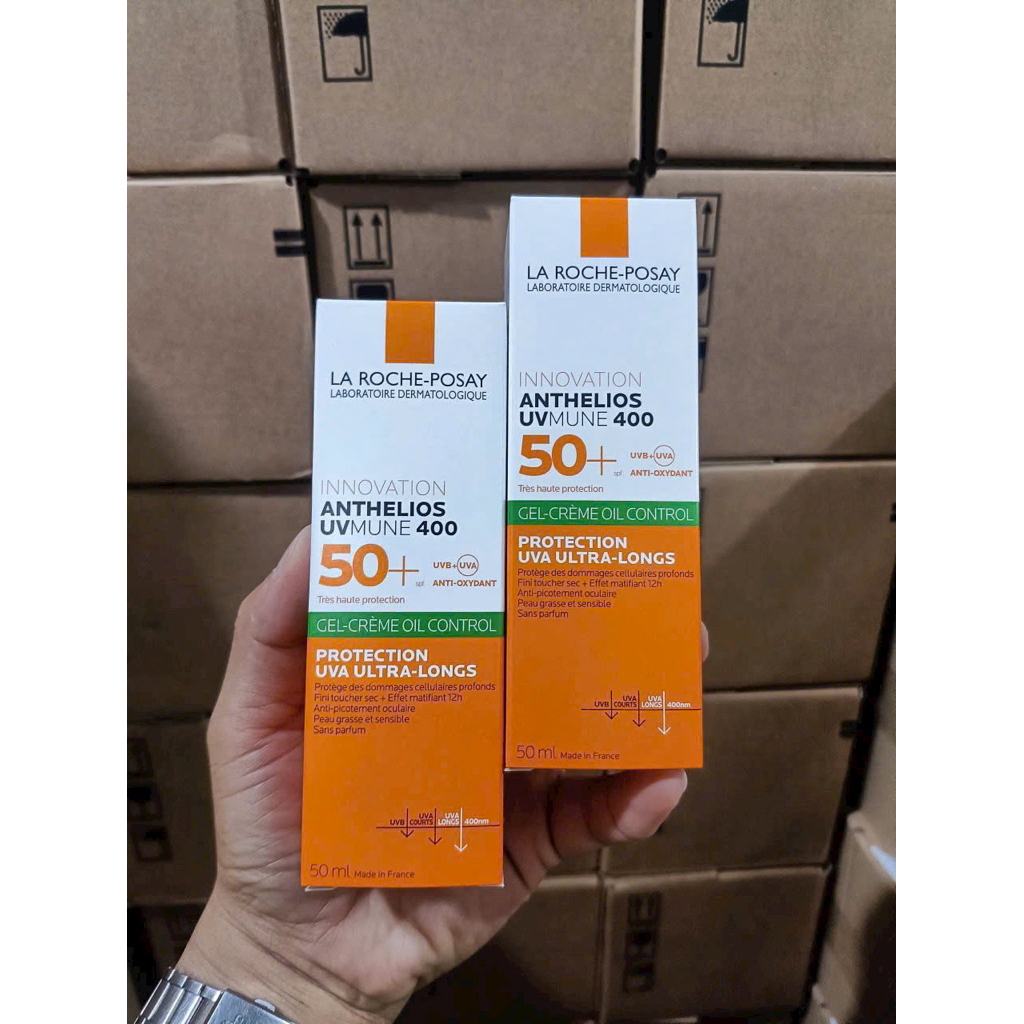 LA ROCHE-POSAY
LABORATOIRE DERMATOLOGIQUE
INNOVATION
ANTHELIOS
UVMUNE 400
50+ spf UVB+UVA
ANTI-OXYDANT
Très haute protection
GEL-CRÈME OIL CONTROL
PROTECTION
UVA ULTRA-LONGS
Protège des dommages cellulaires profonds
Fini toucher sec + Effet matifiant 12h
Anti-picotement oculaire
Peau grasse et sensible
Sans parfum
UVB UVA COURTS UVA LONGS 400nm
50 ml Made in France
LA ROCHE-POSAY
LABORATOIRE DERMATOLOGIQUE
INNOVATION
ANTHELIOS
UVMUNE 400
50+ spf UVB+UVA
ANTI-OXYDANT
Très haute protection
GEL-CRÈME OIL CONTROL
PROTECTION
UVA ULTRA-LONGS
Protège des dommages cellulaires profonds
Fini toucher sec + Effet matifiant 12h
Anti-picotement oculaire
Peau grasse et sensible
Sans parfum
UVB UVA COURTS UVA LONGS 400nm
50 ml Made in France